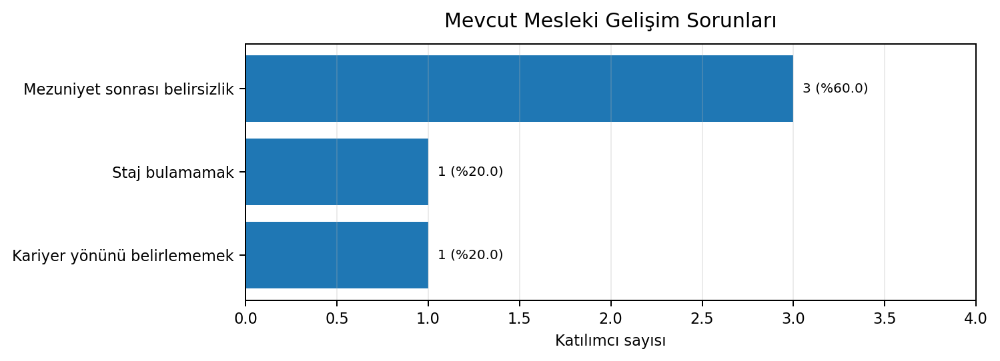 Mevcut Mesleki Gelişim Sorunları
Mezuniyet sonrası belirsizlik
3 (%60.0)
Staj bulamamak
1 (%20.0)
Kariyer yönünü belirlememek
1 (%20.0)
0.0 0.5 1.0 1.5 2.0 2.5 3.0 3.5 4.0
Katılımcı sayısı